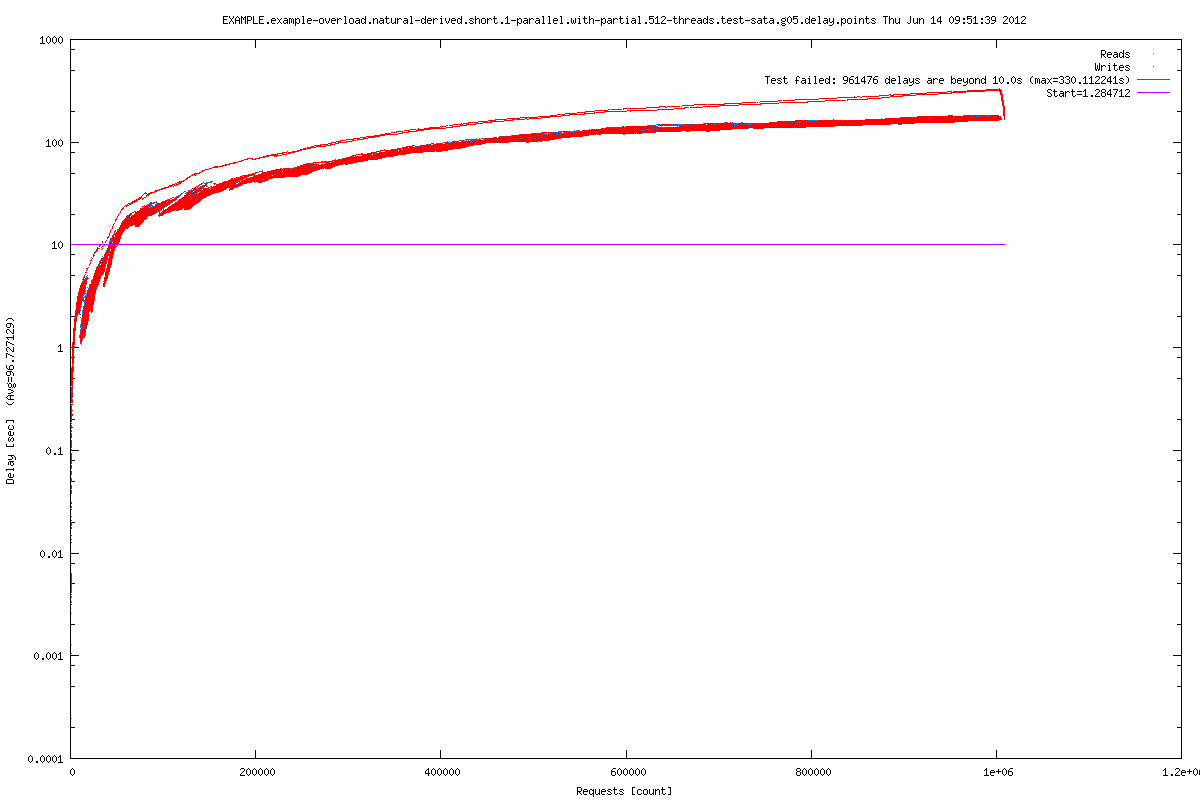 EXAMPLE.example-overload.natural-derived.short.1-parallel.with-partial.512-threads.test-sata.g05.delay.points Thu Jun 14 09:51:39 2012
Reads
Writes
Test failed: 961476 delays are beyond 10.0s (max=330.112241s)
Start=1.284712
1000
100
10
1
0.1
0.01
0.001
0.0001
Delay [sec] (Avg=96.727129)
0
200000
400000
600000
800000
1e+06
1.2e+0
Requests [count]